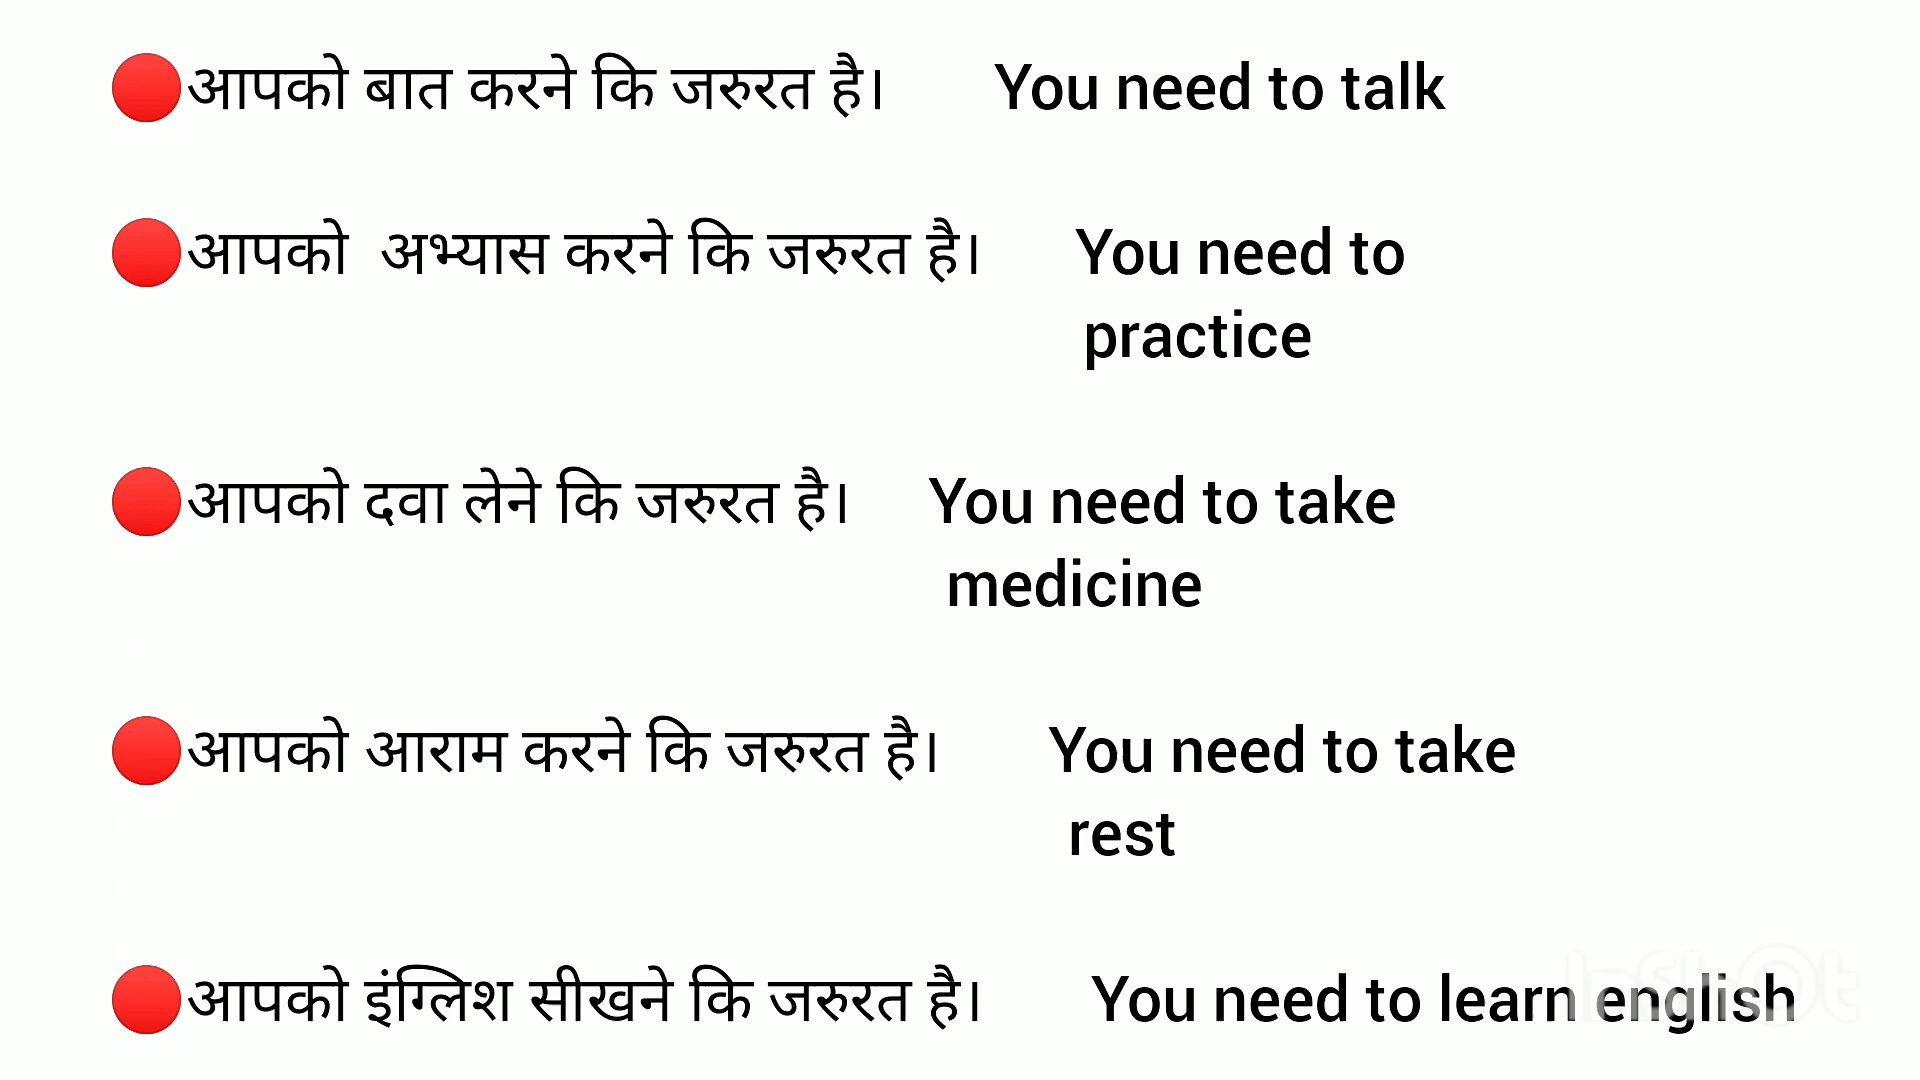 🔴आपको बात करने कि जरुरत है। You need to talk
🔴आपको अभ्यास करने कि जरुरत है। You need to
practice
🔴आपको दवा लेने कि जरुरत है। You need to take
medicine
🔴आपको आराम करने कि जरुरत है। You need to take
rest
🔴आपको इंग्लिश सीखने कि जरुरत है। You need to learn english
InShOt